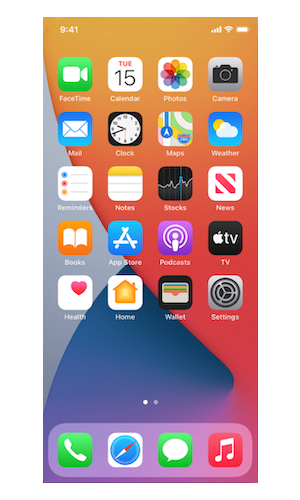 9:41
TUE
15
FaceTime Calendar Photos Camera
Mail Clock Maps Weather
Reminders Notes Stocks News
tv
Books App Store Podcasts TV
Health Home Wallet Settings